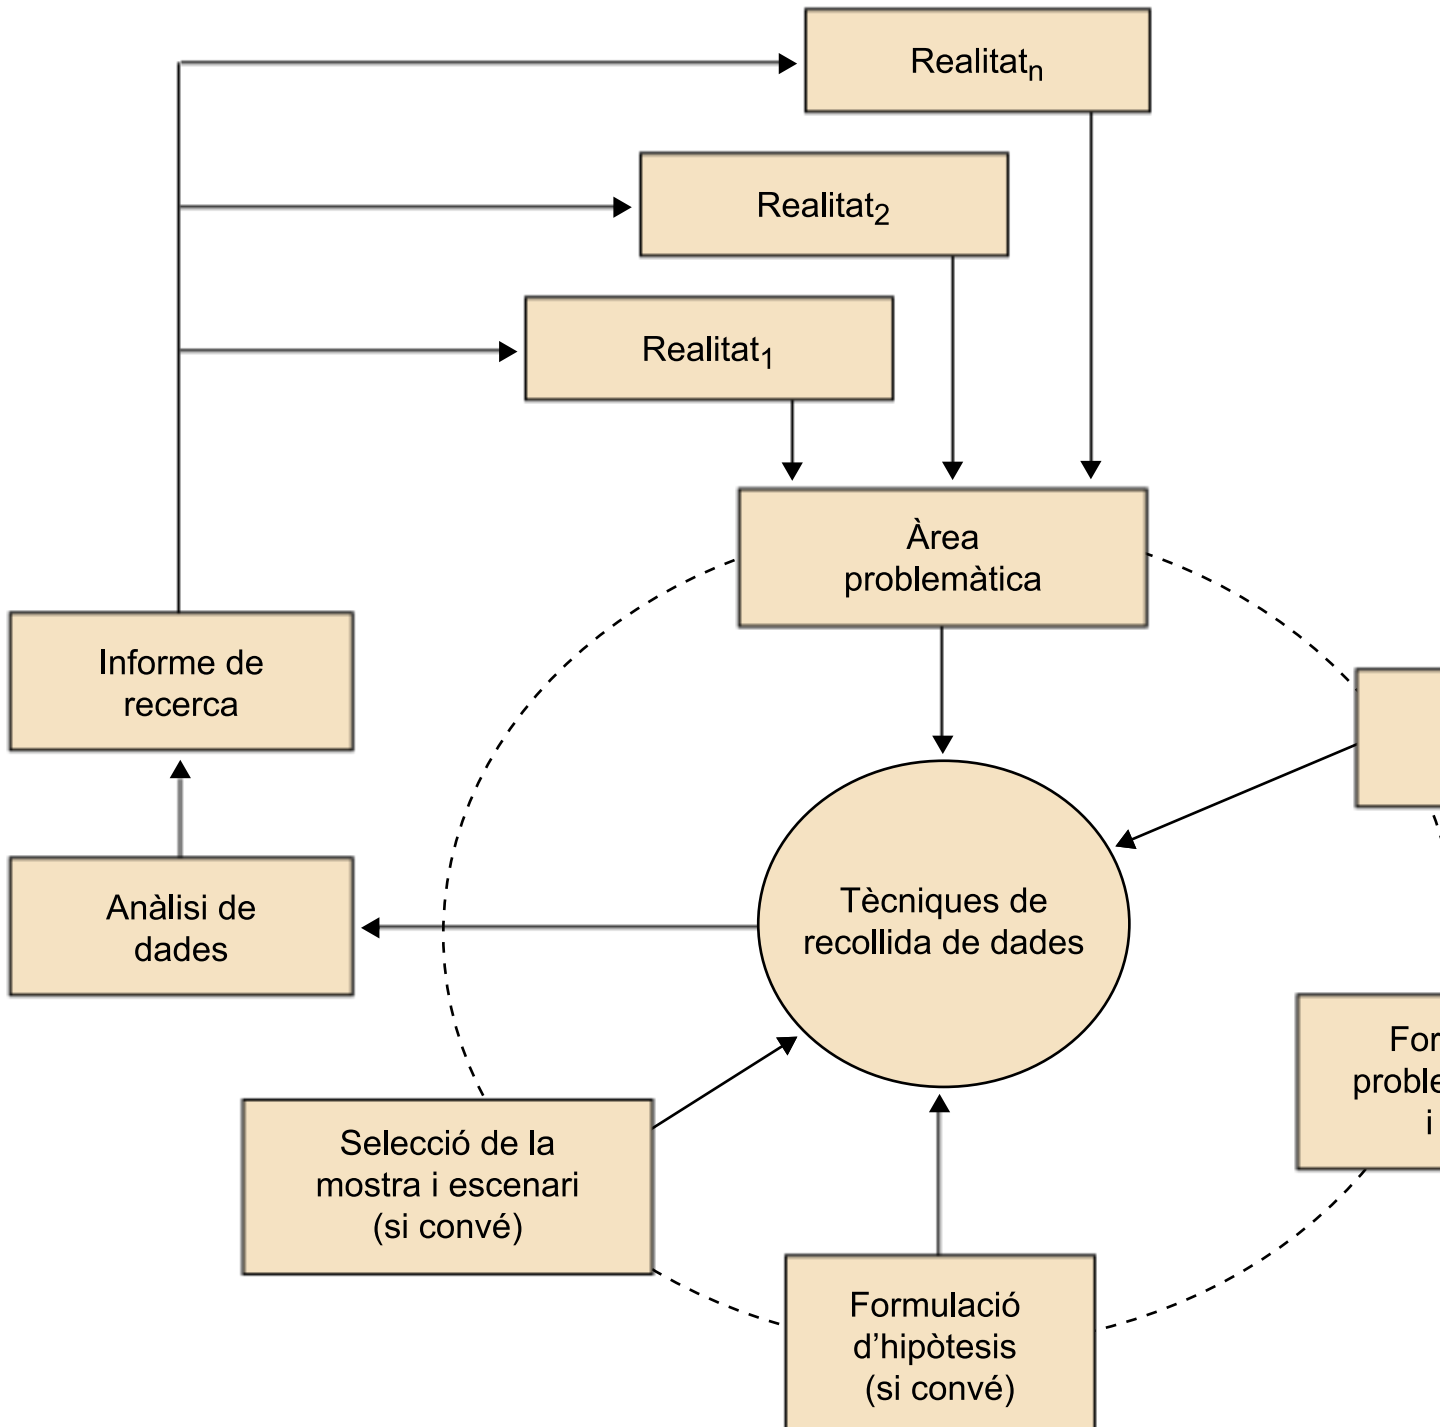 Realitatn
Realitat2
Realitat1
Àrea
problemàtica
Informe de
recerca
Anàlisi de
dades
Tècniques de
recollida de dades
Selecció de la
mostra i escenari
(si convé)
Formulació
d’hipòtesis
(si convé)
i